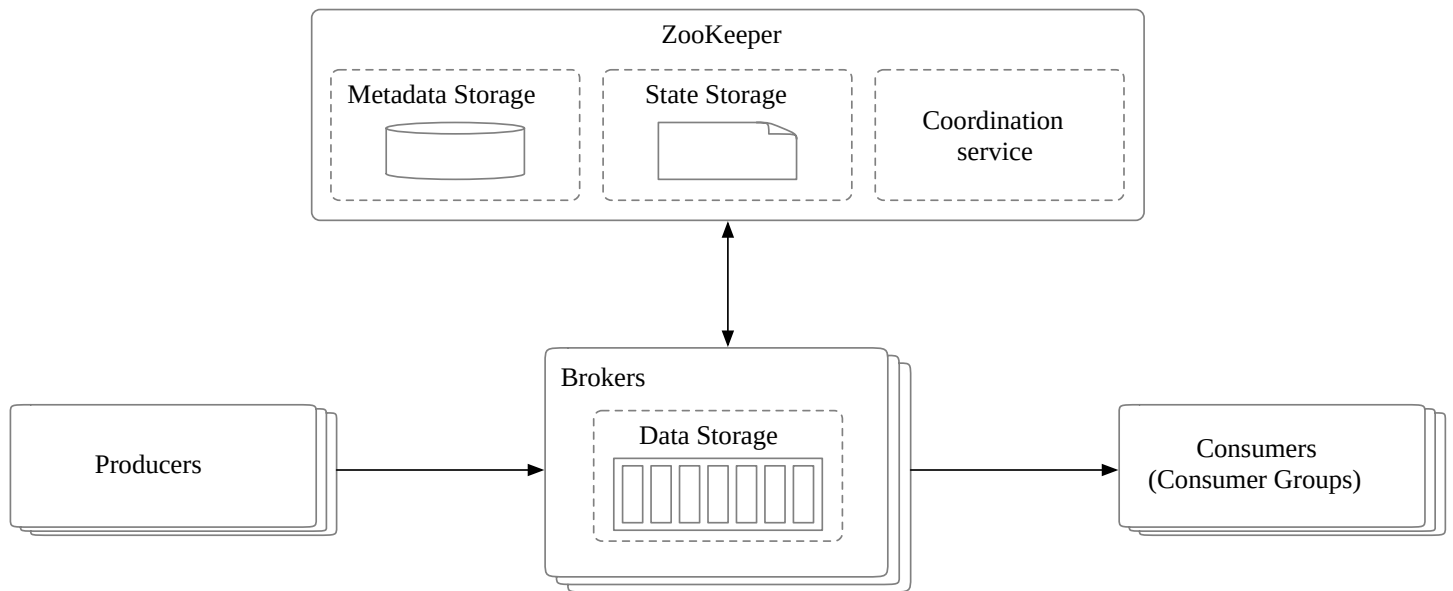 ZooKeeper
Metadata Storage
State Storage
Coordination
service
Brokers
Data Storage
Producers
Consumers
(Consumer Groups)